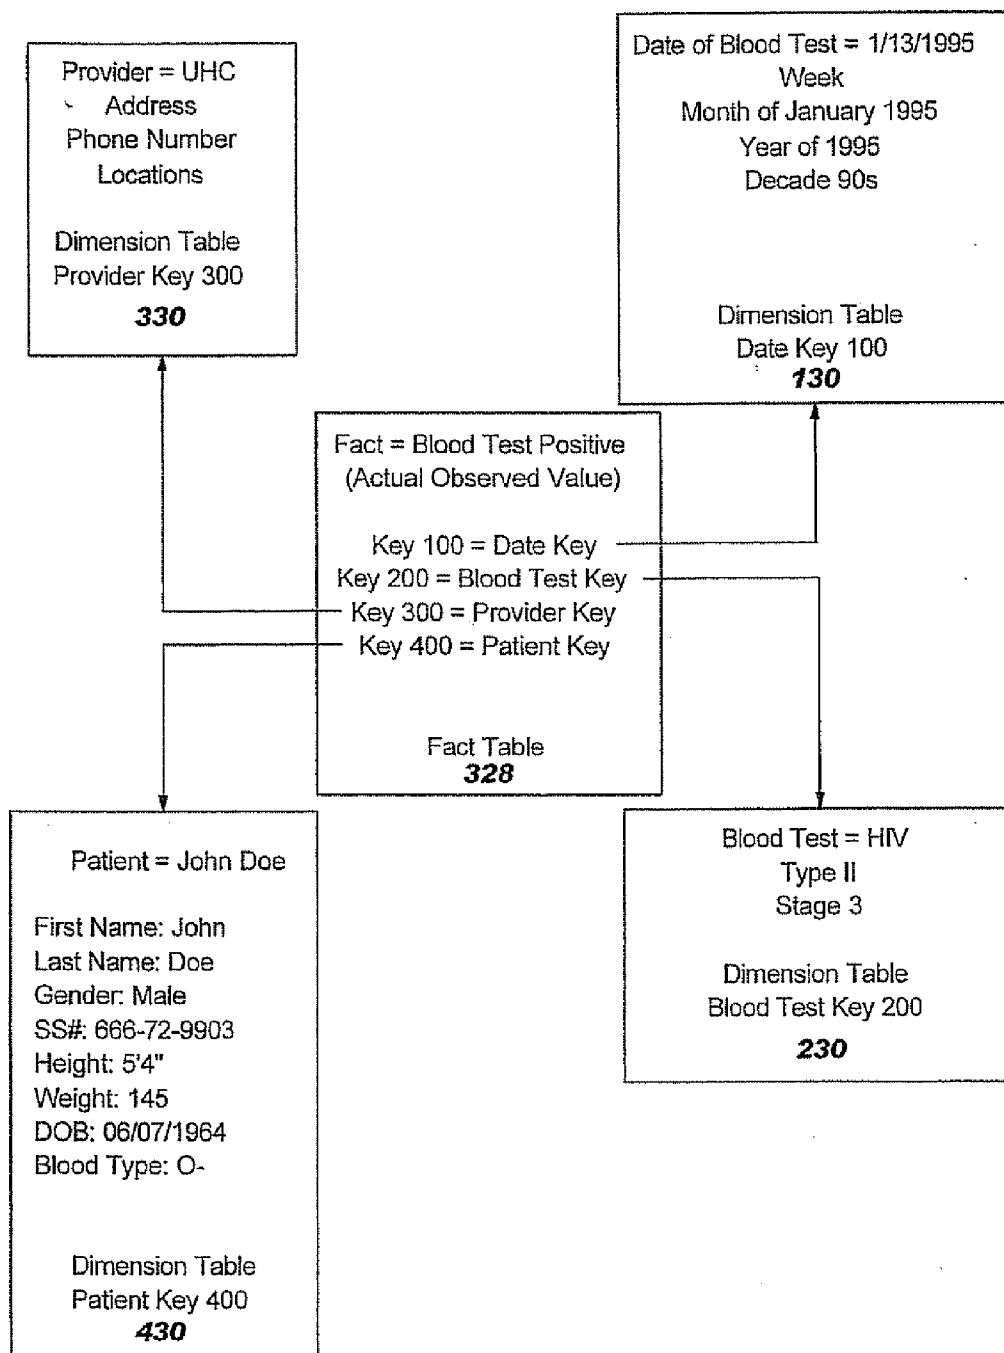 Provider = UHC
Address
Phone Number
Locations
Dimension Table
Provider Key 300
330
Date of Blood Test = 1/13/1995
Week
Month of January 1995
Year of 1995
Decade 90s
Dimension Table
Date Key 100
130
Fact = Blood Test Positive
(Actual Observed Value)
Key 100 = Date Key
Key 200 = Blood Test Key
Key 300 = Provider Key
Key 400 = Patient Key
Fact Table
328
Patient = John Doe
First Name: John
Last Name: Doe
Gender: Male
SS#: 666-72-9903
Height: 5'4"
Weight: 145
DOB: 06/07/1964
Blood Type: O-
Dimension Table
Patient Key 400
430
Blood Test = HIV
Type II
Stage 3
Dimension Table
Blood Test Key 200
230